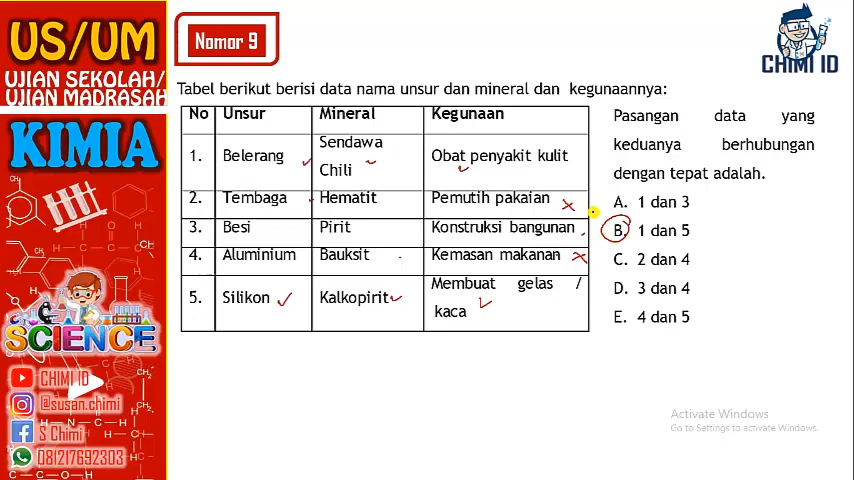 US/UM
UJIAN SEKOLAH/
UJIAN MADRASAH
KIMIA
SCIENCE
CHIMI ID
@susan.chimi
S Chimi
081217692303
Nomor 9
CHIMI ID
Tabel berikut berisi data nama unsur dan mineral dan kegunaannya:
No Unsur Mineral Kegunaan
1. Belerang Sendawa Chili Obat penyakit kulit
2. Tembaga Hematit Pemutih pakaian
3. Besi Pirit Konstruksi bangunan
4. Aluminium Bauksit Kemasan makanan
5. Silikon Kalkopirit Membuat gelas / kaca
Pasangan data yang
keduanya berhubungan
dengan tepat adalah.
A. 1 dan 3
B. 1 dan 5
C. 2 dan 4
D. 3 dan 4
E. 4 dan 5
Activate Windows
Go to Settings to activate Windows.